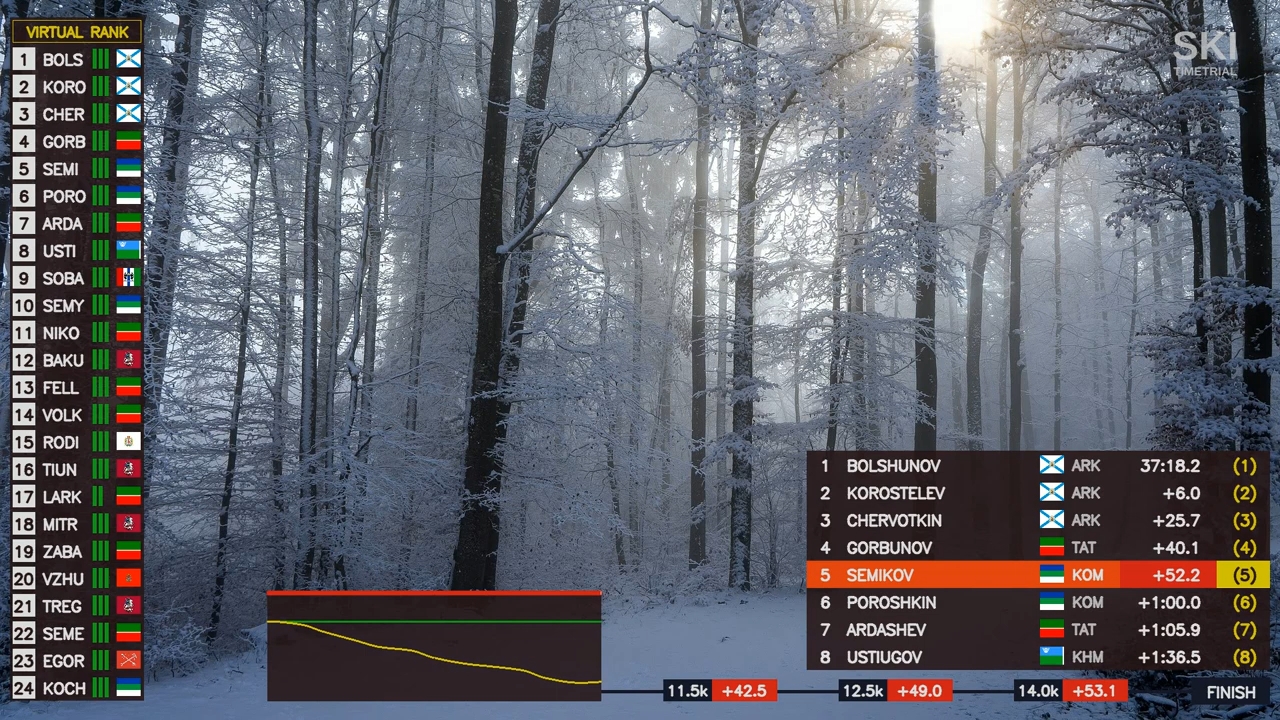 VIRTUAL RANK
1 BOLS
2 KORO
3 CHER
4 GORB
5 SEMI
6 PORO
7 ARDA
8 USTI
9 SOBA
10 SEMY
11 NIKO
12 BAKU
13 FELL
14 VOLK
15 RODI
16 TIUN
17 LARK
18 MITR
19 ZABA
20 VZHU
21 TREG
22 SEME
23 EGOR
24 KOCH
SKI
TIMETRIAL
1 BOLSHUNOV ARK 37:18.2 (1)
2 KOROSTELEV ARK +6.0 (2)
3 CHERVOTKIN ARK +25.7 (3)
4 GORBUNOV TAT +40.1 (4)
5 SEMIKOV KOM +52.2 (5)
6 POROSHKIN KOM +1:00.0 (6)
7 ARDASHEV TAT +1:05.9 (7)
8 USTIUGOV KHM +1:36.5 (8)
11.5k +42.5 12.5k +49.0 14.0k +53.1 FINISH